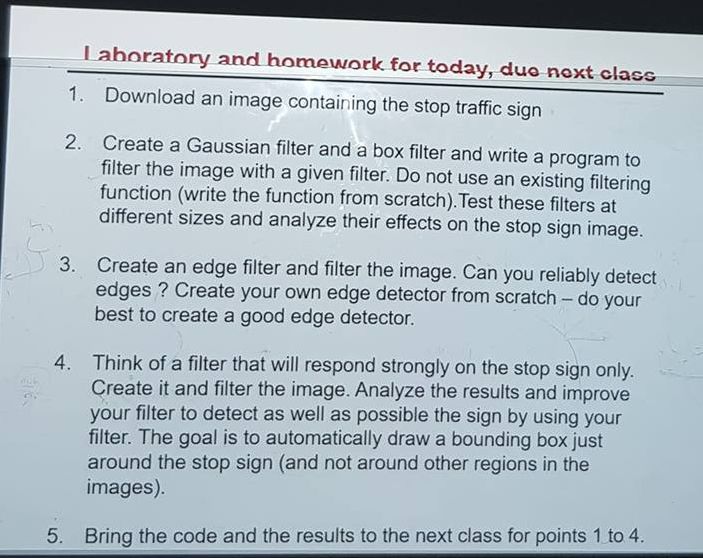 Laboratory and homework for today, due next class
1. Download an image containing the stop traffic sign
2. Create a Gaussian filter and a box filter and write a program to
filter the image with a given filter. Do not use an existing filtering
function (write the function from scratch).Test these filters at
different sizes and analyze their effects on the stop sign image.
3. Create an edge filter and filter the image. Can you reliably detect
edges ? Create your own edge detector from scratch – do your
best to create a good edge detector.
4. Think of a filter that will respond strongly on the stop sign only.
Create it and filter the image. Analyze the results and improve
your filter to detect as well as possible the sign by using your
filter. The goal is to automatically draw a bounding box just
around the stop sign (and not around other regions in the
images).
5. Bring the code and the results to the next class for points 1 to 4.